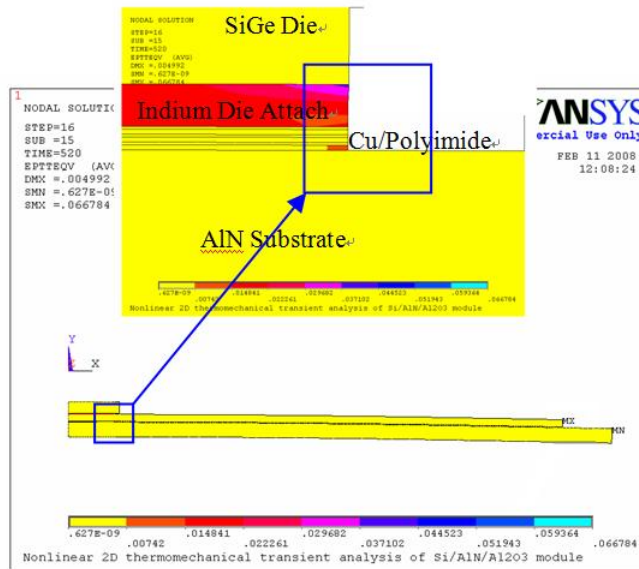 NODAL SOLUTION
STEP=16
SUB =15
TIME=520
EPTTEQV (AVG)
DMX =.004992
SMN =.627E-09
SMX =.066784
SiGe Die
Indium Die Attach
Cu/Polyimide
AlN Substrate
.627E-09 .014841 .029682 .044523 .059364
.00742 .022261 .037102 .051943 .066784
Nonlinear 2D thermomechanical transient analysis of Si/AlN/Al2O3 module
1
NODAL SOLUTIO
STEP=16
SUB =15
TIME=520
EPTTEQV (AV
DMX =.004992
SMN =.627E-09
SMX =.066784
ANSYS
ercial Use Only
FEB 11 2008
12:08:24
Y
X
MX
MN
.627E-09 .014841 .029682 .044523 .059364
.00742 .022261 .037102 .051943 .066784
Nonlinear 2D thermomechanical transient analysis of Si/AlN/Al2O3 module